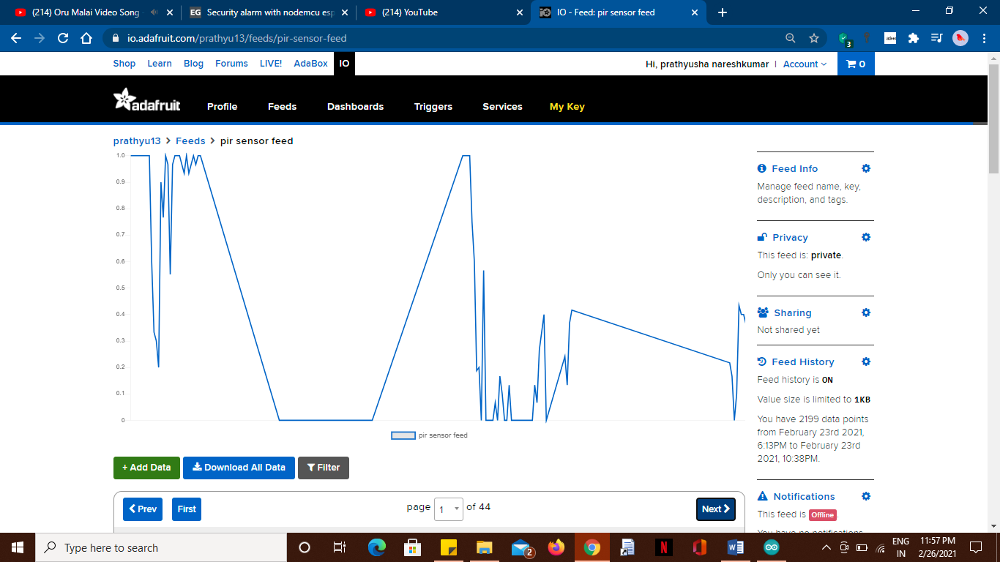 (214) Oru Malai Video Song
Security alarm with nodemcu esp
(214) YouTube
IO - Feed: pir sensor feed
io.adafruit.com/prathyu13/feeds/pir-sensor-feed
3
Shop Learn Blog Forums LIVE! AdaBox IO
Hi, prathyusha nareshkumar | Account
0
adafruit
Profile Feeds Dashboards Triggers Services My Key
prathyu13 > Feeds > pir sensor feed
1.0
0.9
0.8
0.7
0.6
0.5
0.4
0.3
0.2
0.1
0
pir sensor feed
+ Add Data
Download All Data
Filter
Prev
First
page 1 of 44
Next
Feed Info
Manage feed name, key,
description, and tags.
Privacy
This feed is: private.
Only you can see it.
Sharing
Not shared yet
Feed History
Feed history is ON
Value size is limited to 1KB
You have 2199 data points
from February 23rd 2021,
6:13PM to February 23rd
2021, 10:38PM.
Notifications
This feed is Offline.
You have no notifications
Type here to search
2
ENG
IN
11:57 PM
2/26/2021